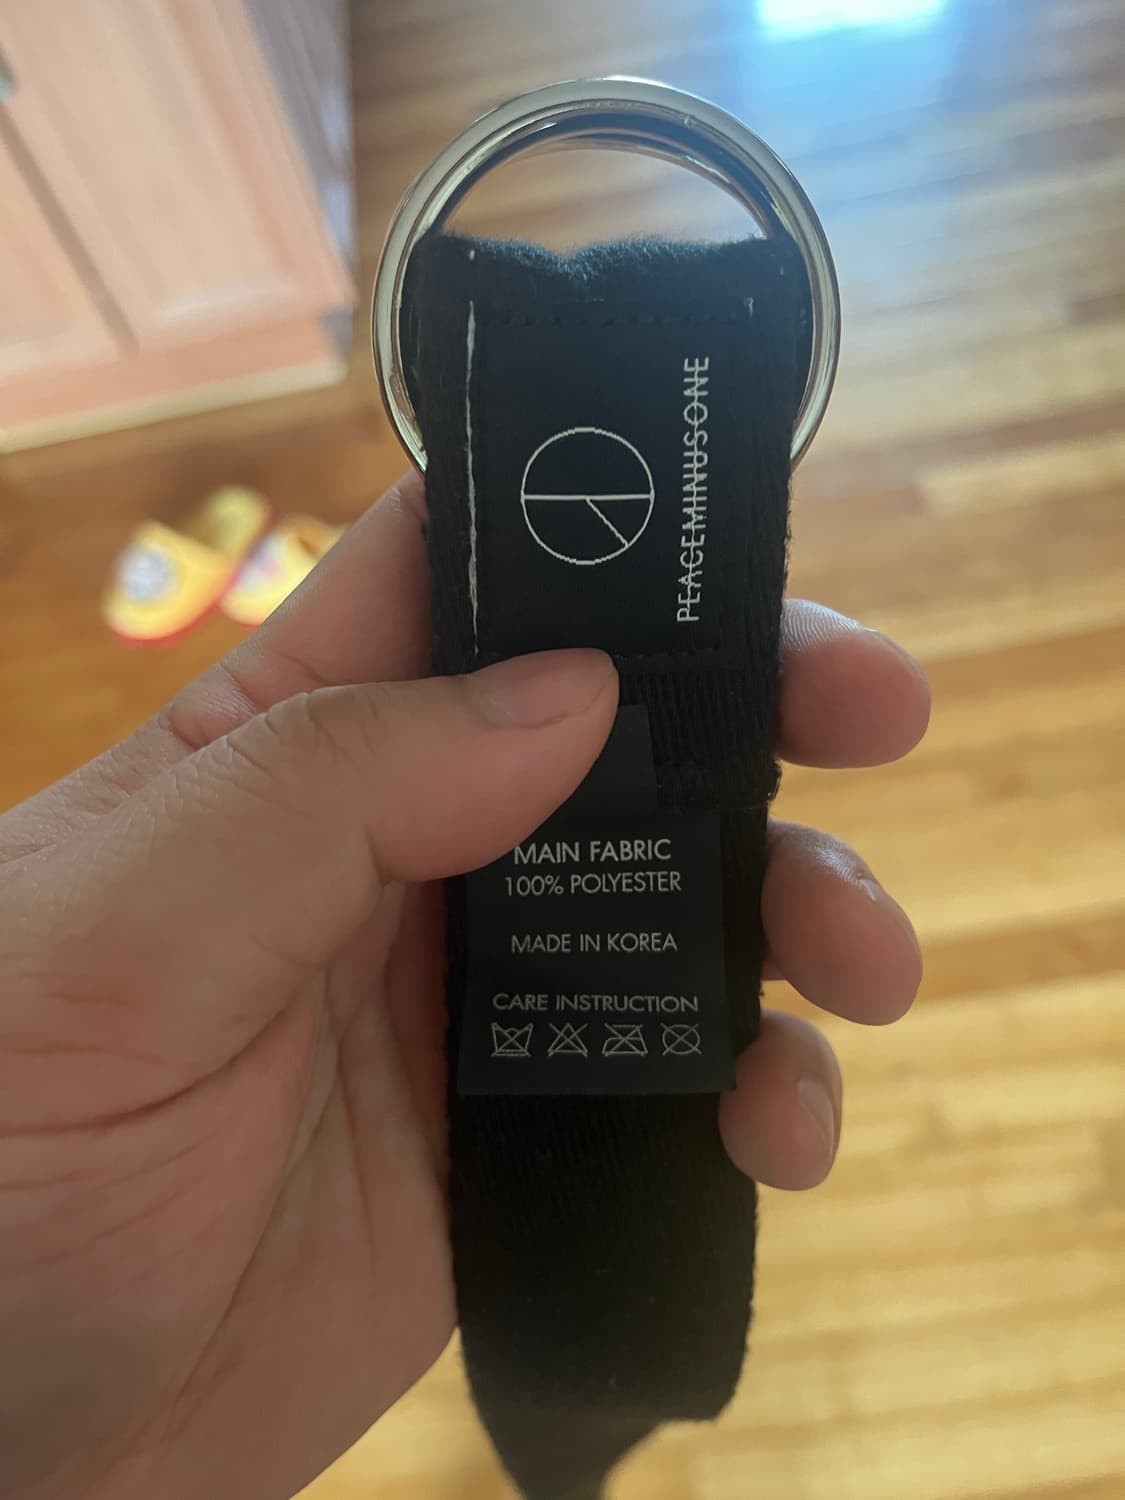 PEACEMINUSONE
MAIN FABRIC
100% POLYESTER
MADE IN KOREA
CARE INSTRUCTION